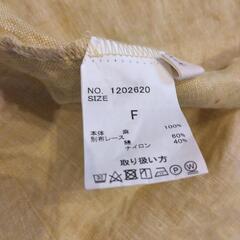 NO. 1202620
SIZE
F
本体 麻 100%
別布レース 綿 60%
ナイロン 40%
取り扱い方